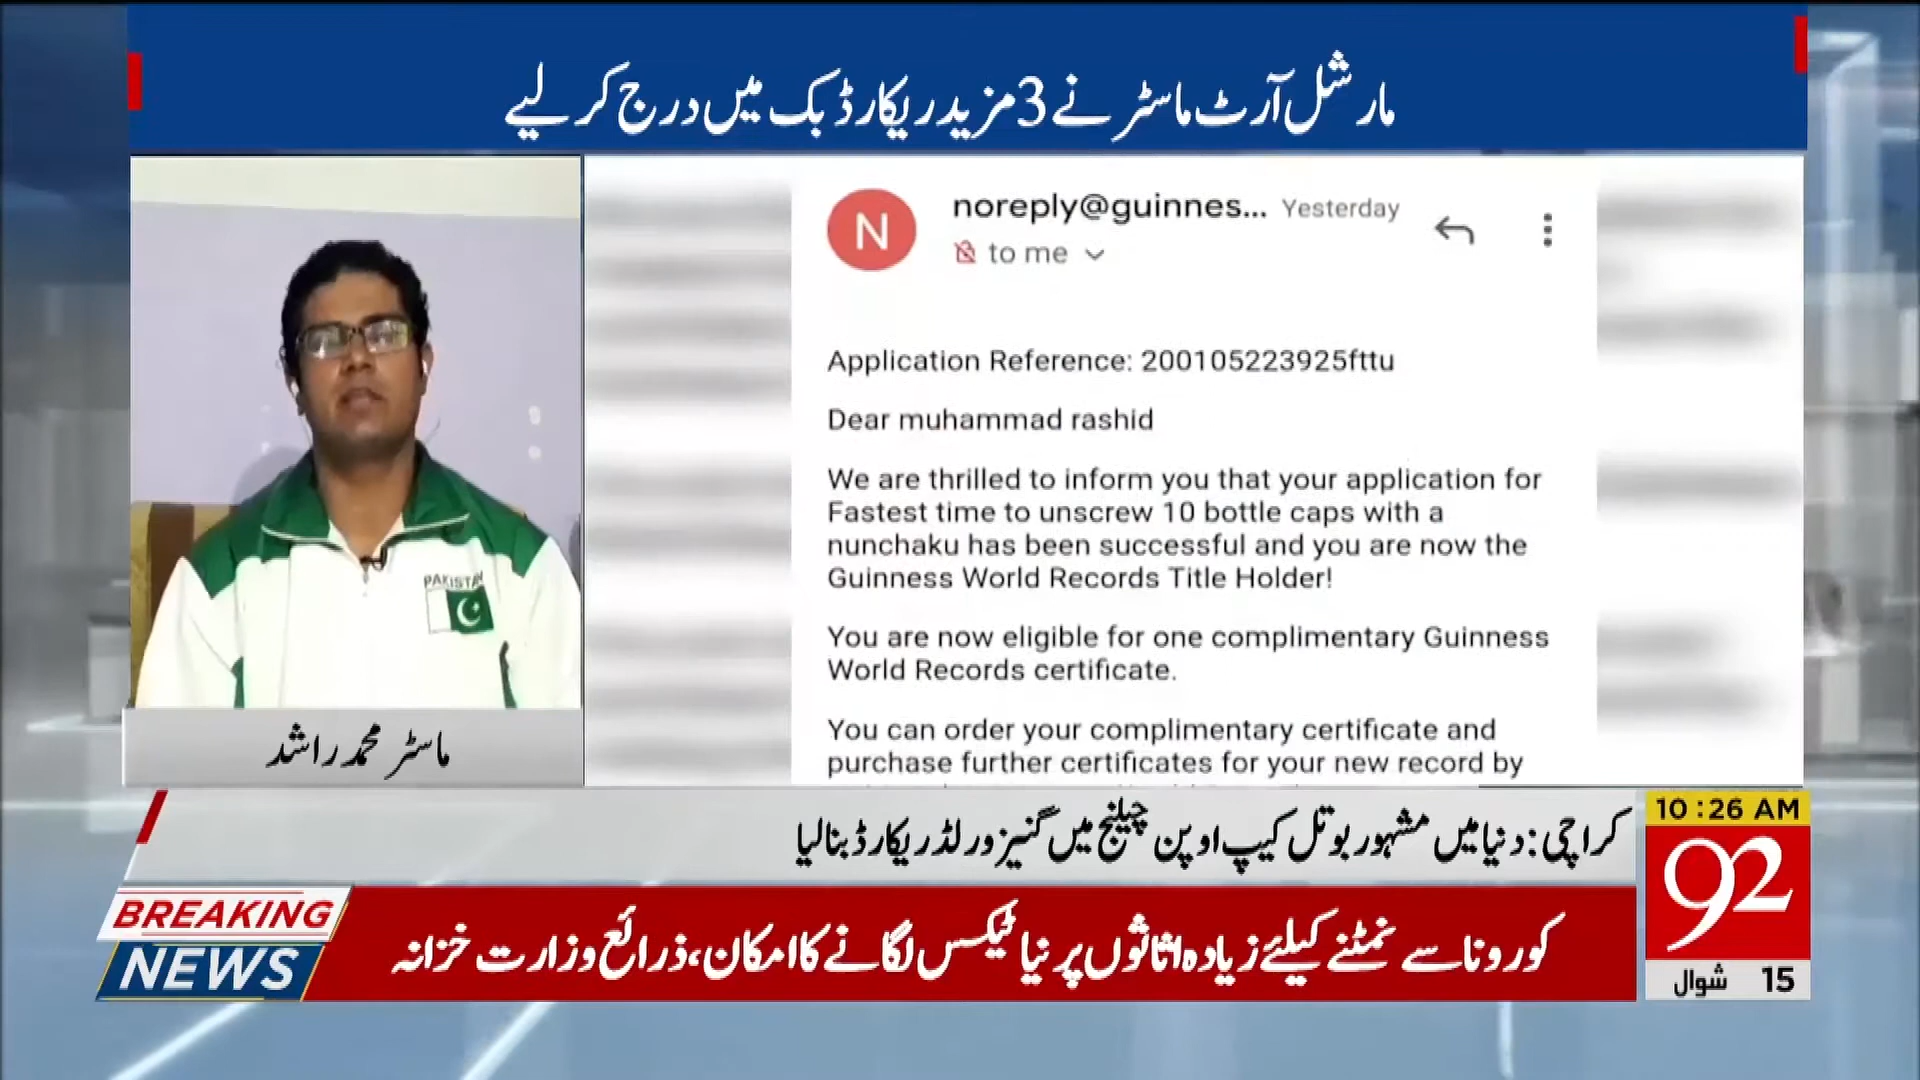 مارشل آرٹ ماسٹر نے 3 مزید ریکارڈ بک میں درج کر لیے
noreply@guinnes... Yesterday
N
to me
Application Reference: 200105223925fttu
Dear muhammad rashid
We are thrilled to inform you that your application for
Fastest time to unscrew 10 bottle caps with a
nunchaku has been successful and you are now the
Guinness World Records Title Holder!
You are now eligible for one complimentary Guinness
World Records certificate.
You can order your complimentary certificate and
purchase further certificates for your new record by
PAKISTAN
ماسٹر محمد راشد
کراچی: دنیا میں مشہور بوتل کیپ اوپن چیلنج میں گنیز ورلڈ ریکارڈ بنا لیا
10:26 AM
92
15 شوال
BREAKING
NEWS
کورونا سے نمٹنے کیلئے زیادہ اثاثوں پر نیا ٹیکس لگانے کا امکان، ذرائع وزارت خزانہ